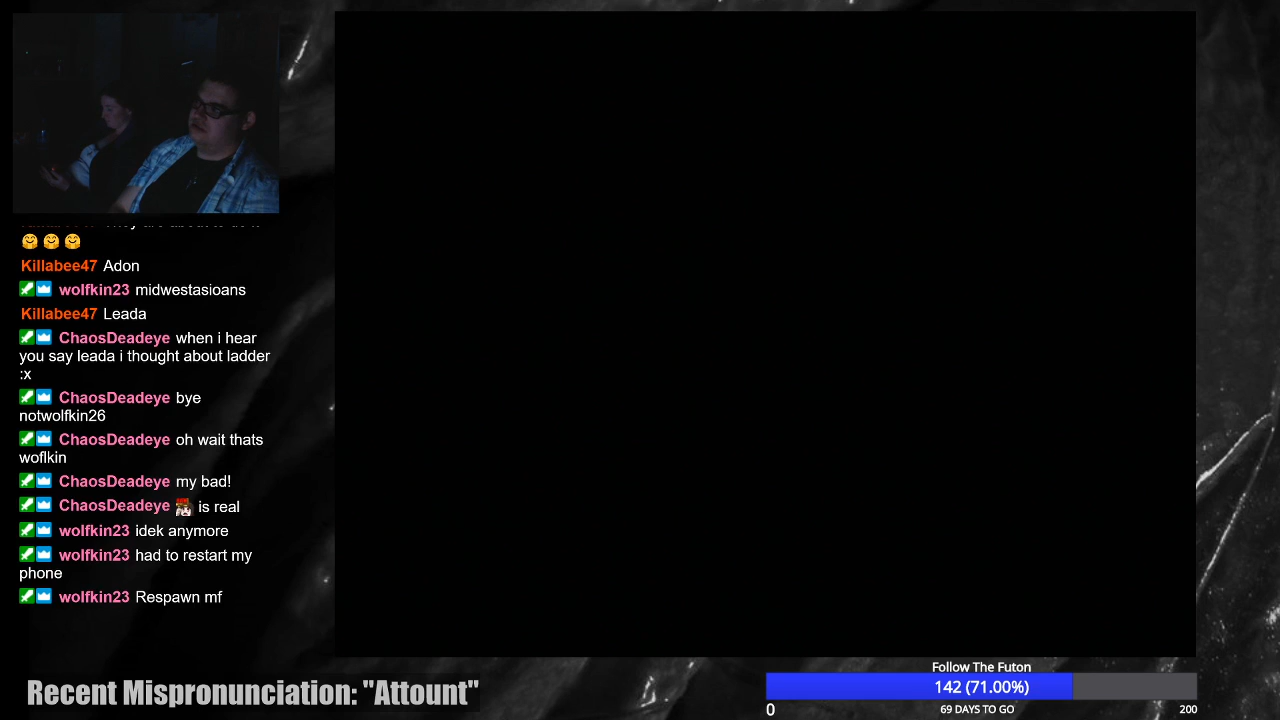 🤗 🤗 🤗
Killabee47 Adon
wolfkin23 midwestasioans
Killabee47 Leada
ChaosDeadeye when i hear
you say leada i thought about ladder
:x
ChaosDeadeye bye
notwolfkin26
ChaosDeadeye oh wait thats
woflkin
ChaosDeadeye my bad!
ChaosDeadeye is real
wolfkin23 idek anymore
wolfkin23 had to restart my
phone
wolfkin23 Respawn mf
Recent Mispronunciation: "Attount"
Follow The Futon
142 (71.00%)
0 69 DAYS TO GO 200